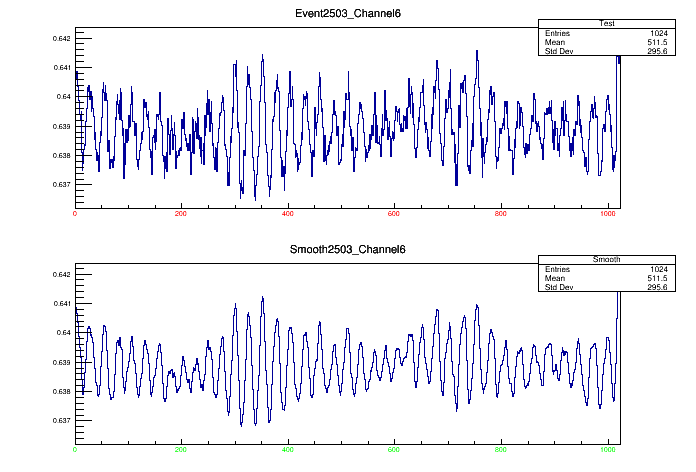 Event2503_Channel6
Test
Entries 1024
Mean 511.5
Std Dev 295.6
0.642
0.641
0.64
0.639
0.638
0.637
0 200 400 600 800 1000
Smooth2503_Channel6
Smooth
Entries 1024
Mean 511.5
Std Dev 295.6
0.642
0.641
0.64
0.639
0.638
0.637
0 200 400 600 800 1000